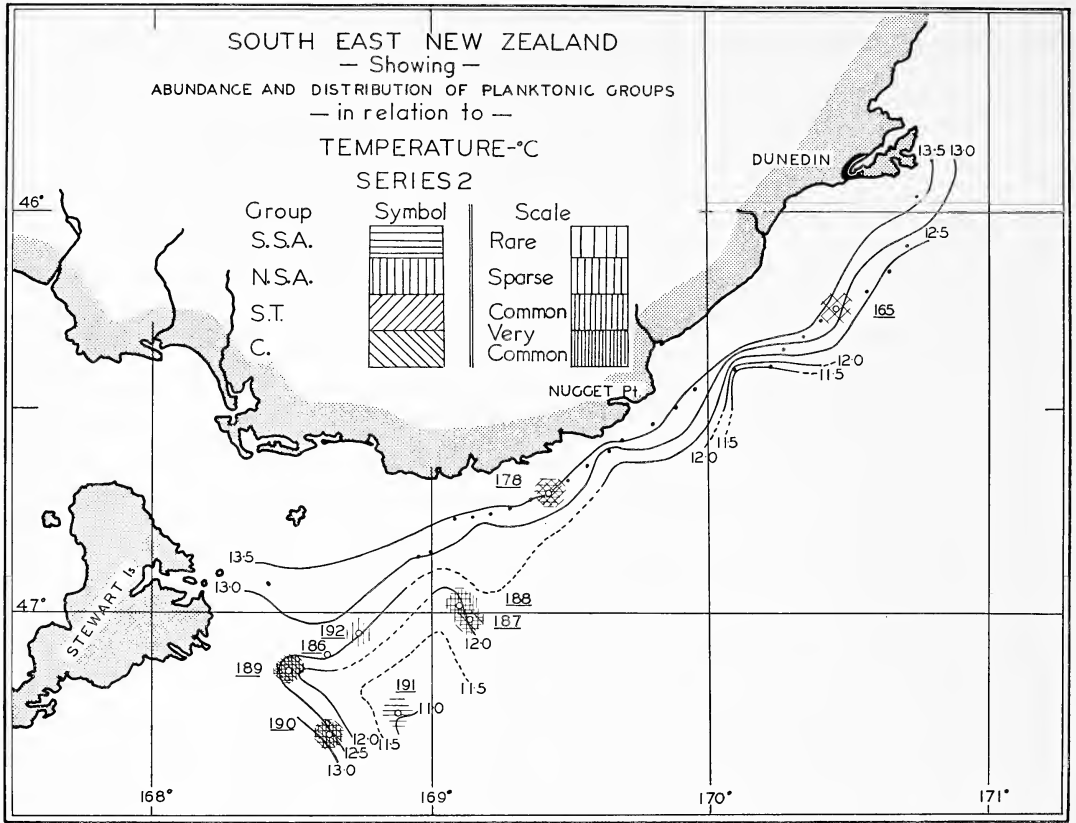 SOUTH EAST NEW ZEALAND
— Showing —
ABUNDANCE AND DISTRIBUTION OF PLANKTONIC GROUPS
— in relation to —
TEMPERATURE-°C
SERIES 2
Group Symbol Scale
S.S.A. Rare
N.S.A. Sparse
S.T. Common
C. Very Common
DUNEDIN
13·5 13·0
46°
12·5
165
12·0
11·5
NUGGET Pt.
11·5
12·0
178
13·5
13·0
STEWART Is.
47°
188
187
12·0
192
186
189
11·5
191
11·0
190
12·0
11·5
12·5
13·0
168° 169° 170° 171°